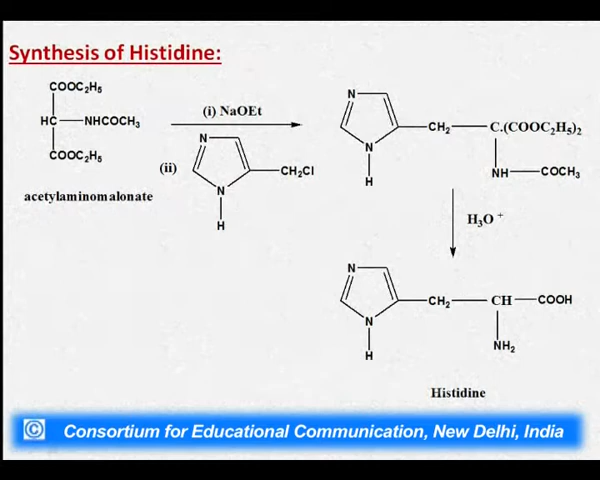 Synthesis of Histidine:
COOC2H5
HC NHCOCH3
COOC2H5
acetylaminomalonate
(i) NaOEt
(ii)
N
N
H
CH2Cl
N
N
H
CH2 C.(COOC2H5)2
NH COCH3
H3O +
N
N
H
CH2 CH COOH
NH2
Histidine
© Consortium for Educational Communication, New Delhi, India